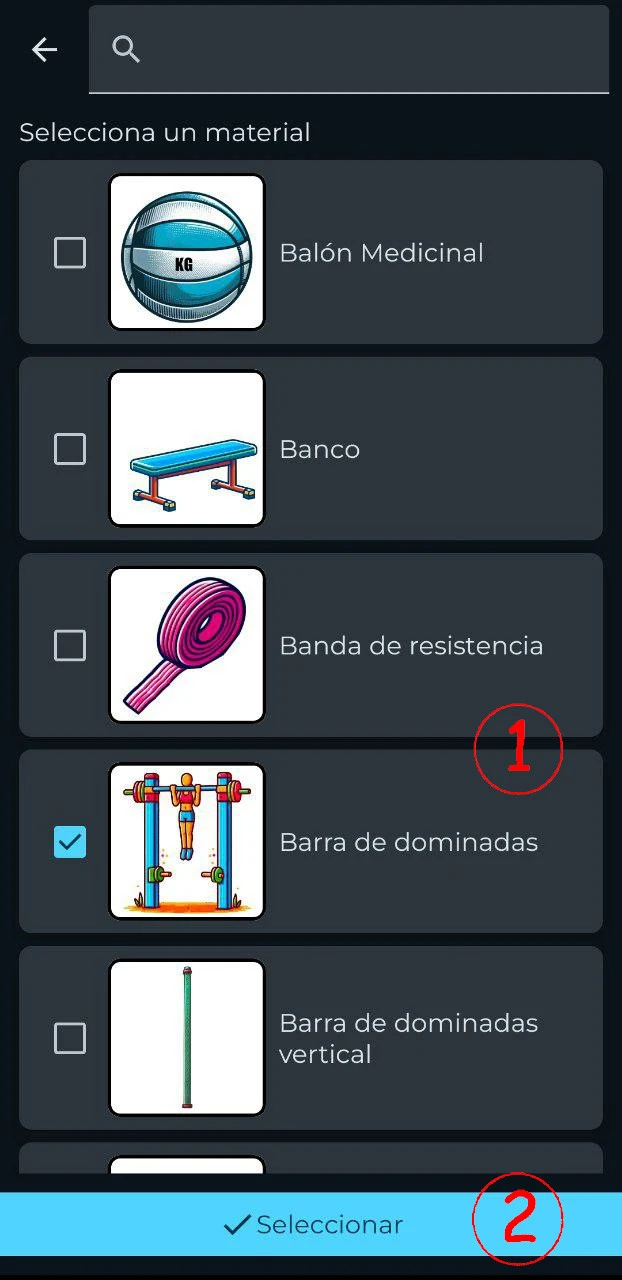 Selecciona un material
KG
Balón Medicinal
Banco
Banda de resistencia
1
Barra de dominadas
Barra de dominadas
vertical
Seleccionar
2